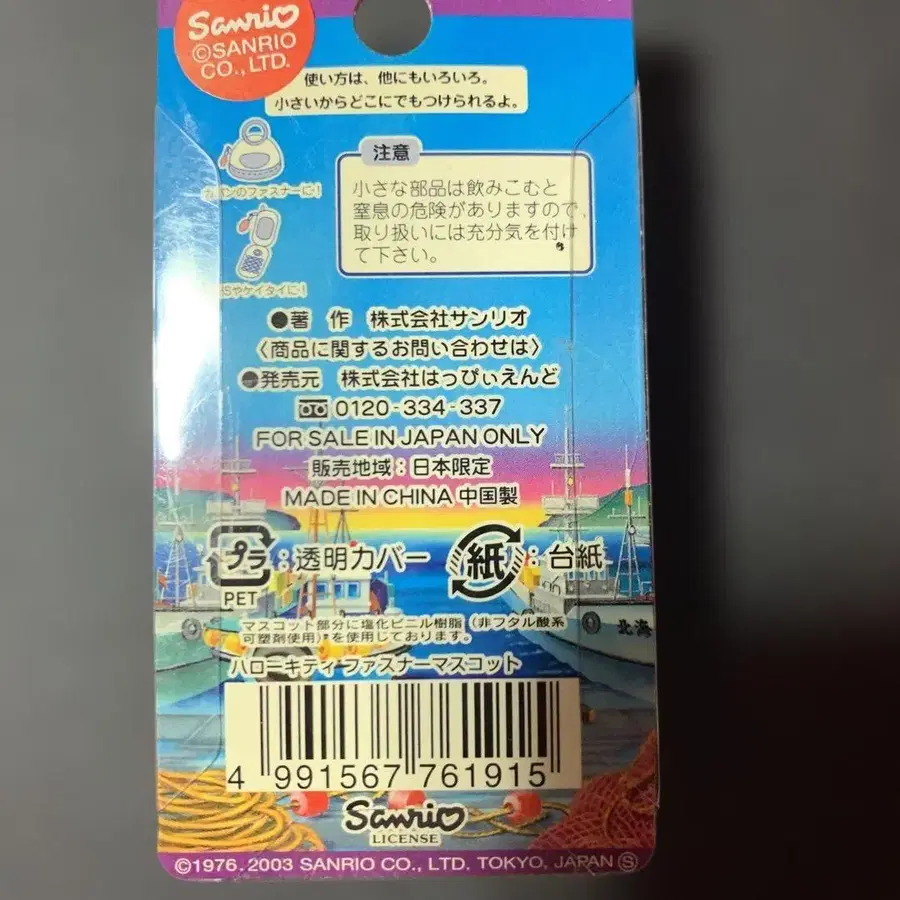 Sanrio
©SANRIO
CO., LTD.
使い方は、他にもいろいろ。
小さいからどこにでもつけられるよ。
カバンのファスナーに!
注意
小さな部品は飲みこむと
窒息の危険がありますので、
取り扱いには充分気を付け
て下さい。
やケイタイに!
●著 作 株式会社サンリオ
〈商品に関するお問い合わせは〉
●発売元 株式会社はっぴぃえんど
0120-334-337
FOR SALE IN JAPAN ONLY
販売地域:日本限定
MADE IN CHINA 中国製
プラ:透明カバー 紙:台紙
PET
マスコット部分に塩化ビニル樹脂(非フタル酸系
可塑剤使用)を使用しております。
北海
ハローキティファスナーマスコット
4 991567 761915
Sanrio
LICENSE
©1976, 2003 SANRIO CO., LTD. TOKYO, JAPAN Ⓢ